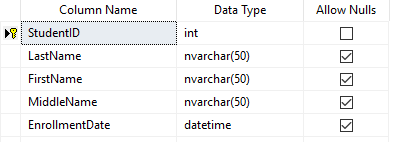 Column Name Data Type Allow Nulls
StudentID int
LastName nvarchar(50)
FirstName nvarchar(50)
MiddleName nvarchar(50)
EnrollmentDate datetime